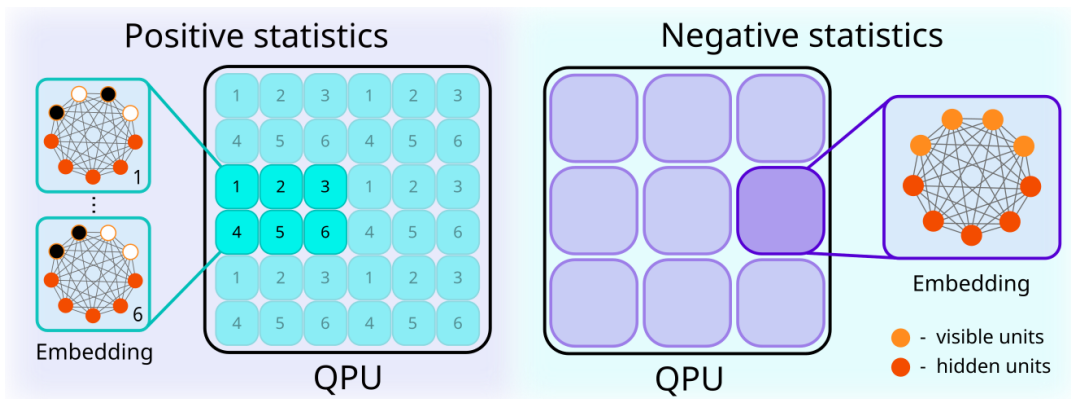 Positive statistics
1
6
Embedding
1 2 3 1 2 3
4 5 6 4 5 6
1 2 3 1 2 3
4 5 6 4 5 6
1 2 3 1 2 3
4 5 6 4 5 6
QPU
Negative statistics
QPU
Embedding
- visible units
- hidden units